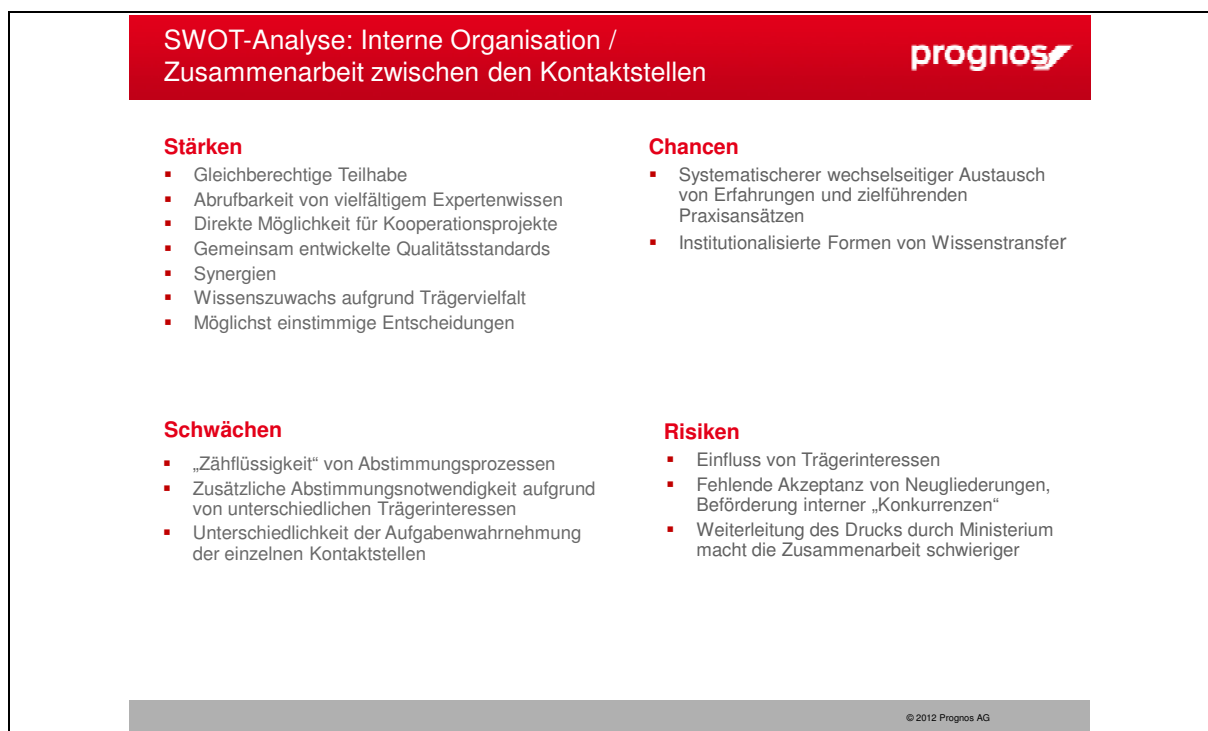 SWOT-Analyse: Interne Organisation /
Zusammenarbeit zwischen den Kontaktstellen
prognos
Stärken
▪ Gleichberechtige Teilhabe
▪ Abrufbarkeit von vielfältigem Expertenwissen
▪ Direkte Möglichkeit für Kooperationsprojekte
▪ Gemeinsam entwickelte Qualitätsstandards
▪ Synergien
▪ Wissenszuwachs aufgrund Trägervielfalt
▪ Möglichst einstimmige Entscheidungen
Chancen
▪ Systematischerer wechselseitiger Austausch
von Erfahrungen und zielführenden
Praxisansätzen
▪ Institutionalisierte Formen von Wissenstransfer
Schwächen
▪ „Zähflüssigkeit“ von Abstimmungsprozessen
▪ Zusätzliche Abstimmungsnotwendigkeit aufgrund
von unterschiedlichen Trägerinteressen
▪ Unterschiedlichkeit der Aufgabenwahrnehmung
der einzelnen Kontaktstellen
Risiken
▪ Einfluss von Trägerinteressen
▪ Fehlende Akzeptanz von Neugliederungen,
Beförderung interner „Konkurrenzen“
▪ Weiterleitung des Drucks durch Ministerium
macht die Zusammenarbeit schwieriger
© 2012 Prognos AG